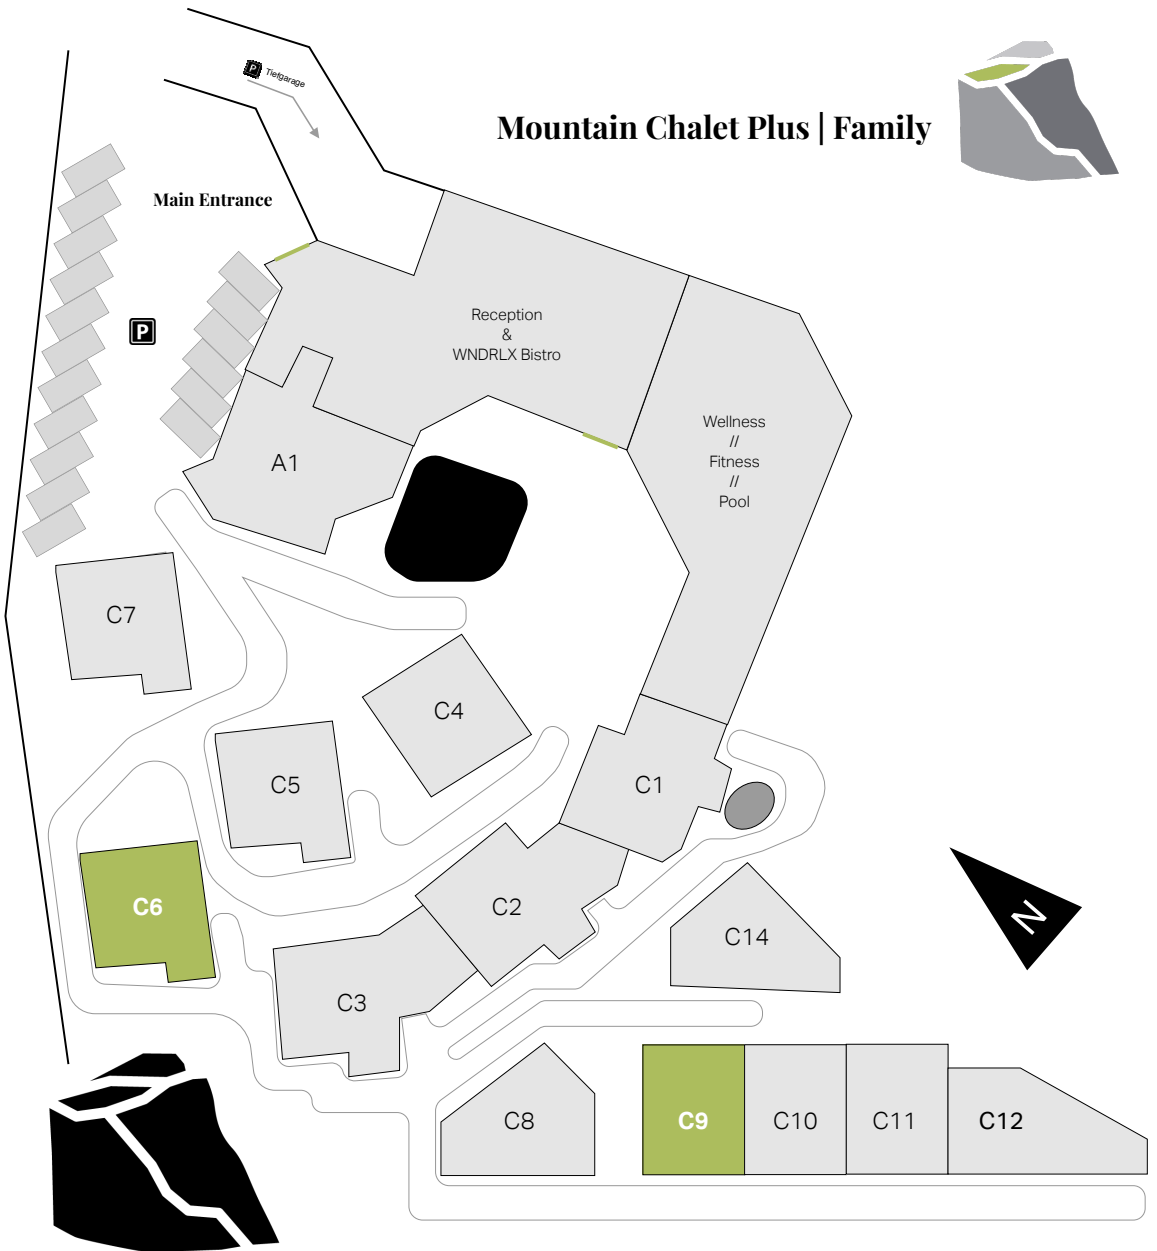 P Tiefgarage
Mountain Chalet Plus | Family
Main Entrance
P
Reception
&
WNDRLX Bistro
Wellness
//
Fitness
//
Pool
A1
C7
C4
C5
C1
C6
C2
C14
N
C3
C8
C9
C10
C11
C12